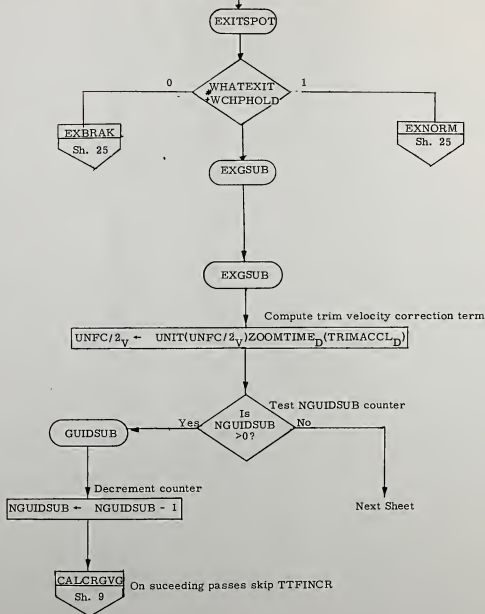 EXITSPOT
0
#WHATEXIT
+WCHPHOLD
1
EXBRAK
Sh. 25
EXNORM
Sh. 25
EXGSUB
EXGSUB
Compute trim velocity correction term
UNFC/2V ← UNIT(UNFC/2V)ZOOMTIMED(TRIMACCLD)
Test NGUIDSUB counter
Is
NGUIDSUB
>0?
Yes
No
GUIDSUB
Decrement counter
NGUIDSUB ← NGUIDSUB - 1
Next Sheet
CALCRGVG
Sh. 9
On suceeding passes skip TTFINCR